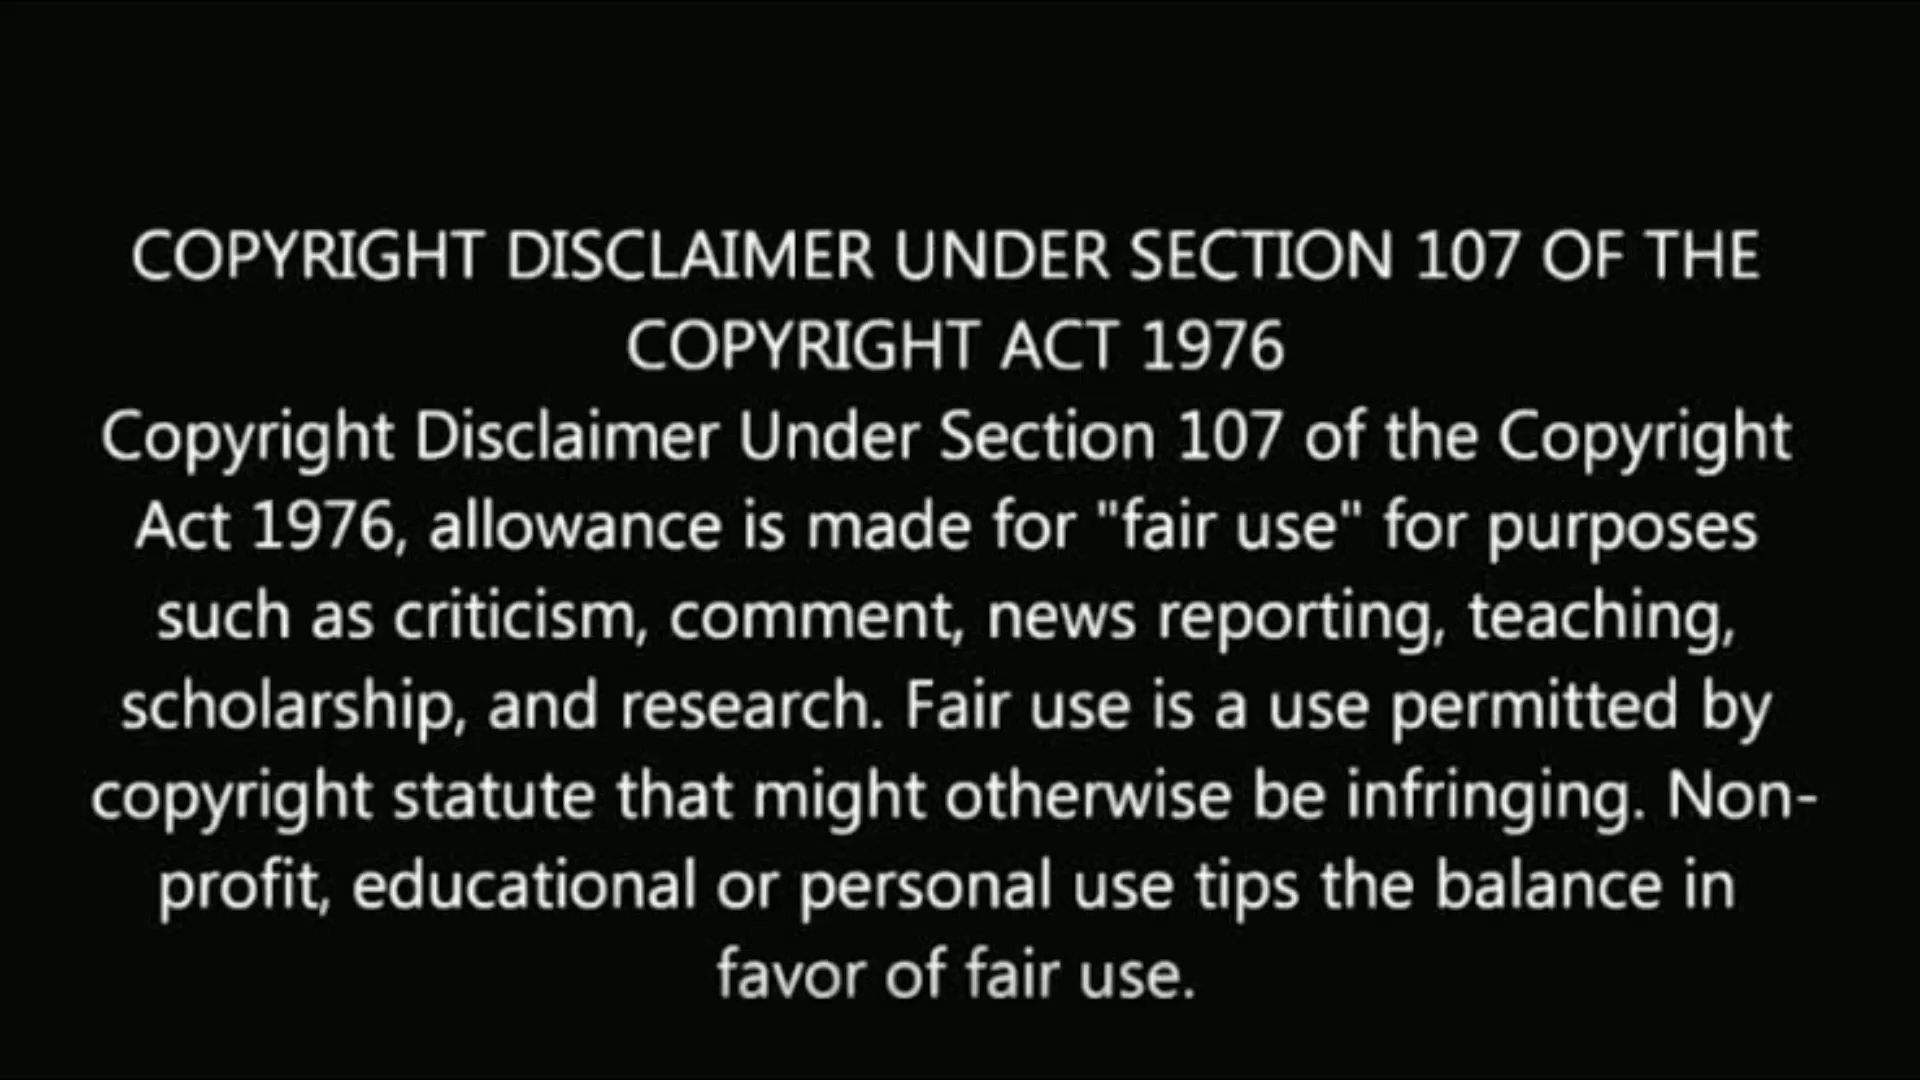 COPYRIGHT DISCLAIMER UNDER SECTION 107 OF THE
COPYRIGHT ACT 1976
Copyright Disclaimer Under Section 107 of the Copyright
Act 1976, allowance is made for "fair use" for purposes
such as criticism, comment, news reporting, teaching,
scholarship, and research. Fair use is a use permitted by
copyright statute that might otherwise be infringing. Non-
profit, educational or personal use tips the balance in
favor of fair use.